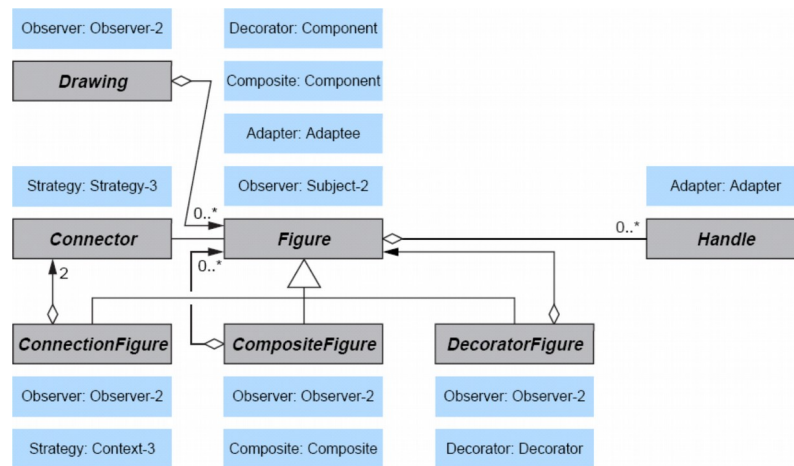 Observer: Observer-2
Decorator: Component
Drawing
Composite: Component
Adapter: Adaptee
Strategy: Strategy-3
Observer: Subject-2
Adapter: Adapter
0..*
0..*
Connector
Figure
Handle
2
0..*
ConnectionFigure
CompositeFigure
DecoratorFigure
Observer: Observer-2
Observer: Observer-2
Observer: Observer-2
Strategy: Context-3
Composite: Composite
Decorator: Decorator